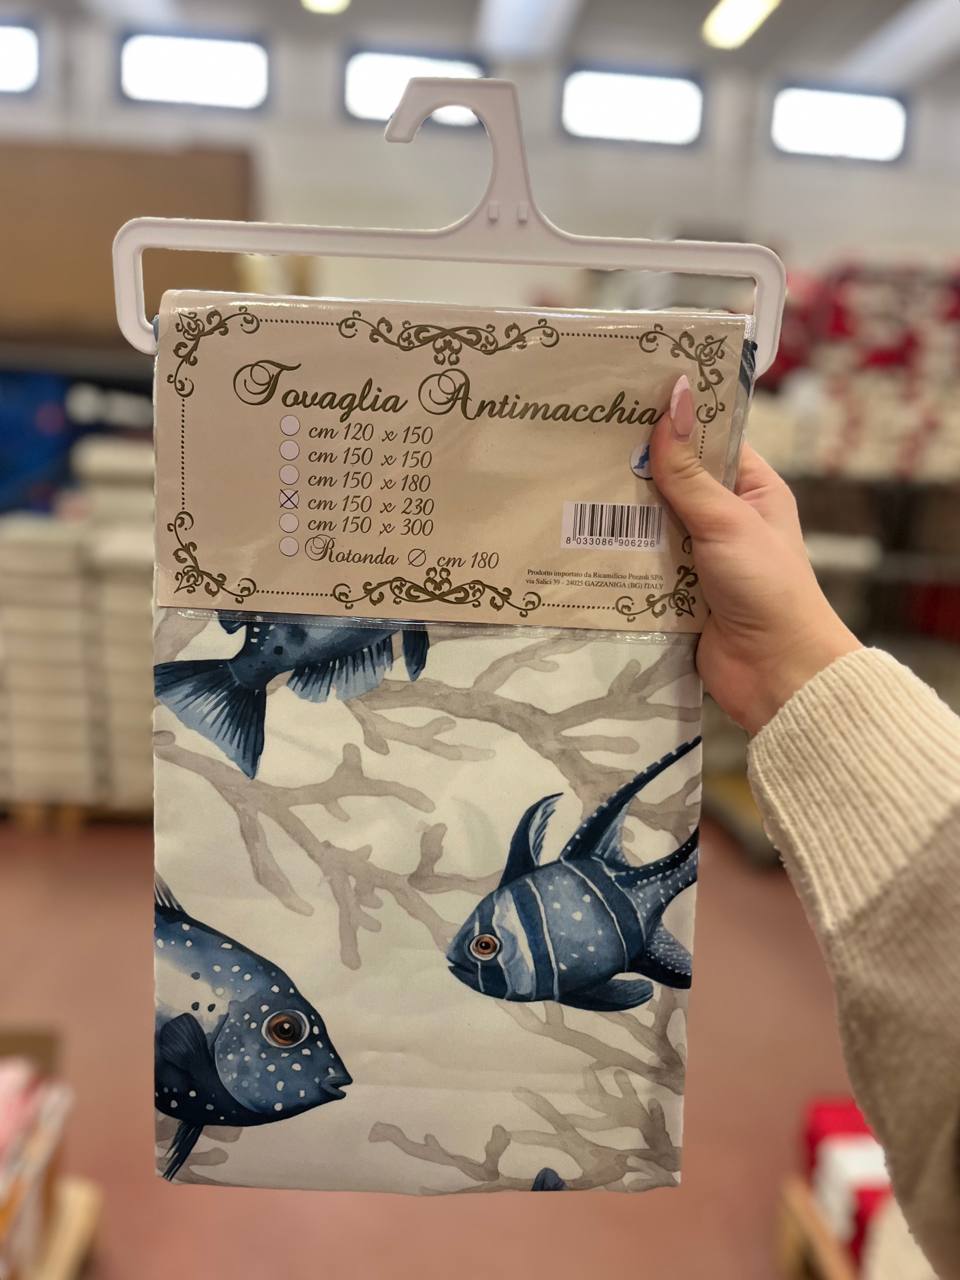 Tovaglia Antimacchia
cm 120 x 150
cm 150 x 150
cm 150 x 180
cm 150 x 230
cm 150 x 300
Rotonda Ø cm 180
8 033086 906296
Prodotto importato da Ricamificio Pezzoli SPA
via Salici 39 - 24025 GAZZANIGA (BG) ITALY